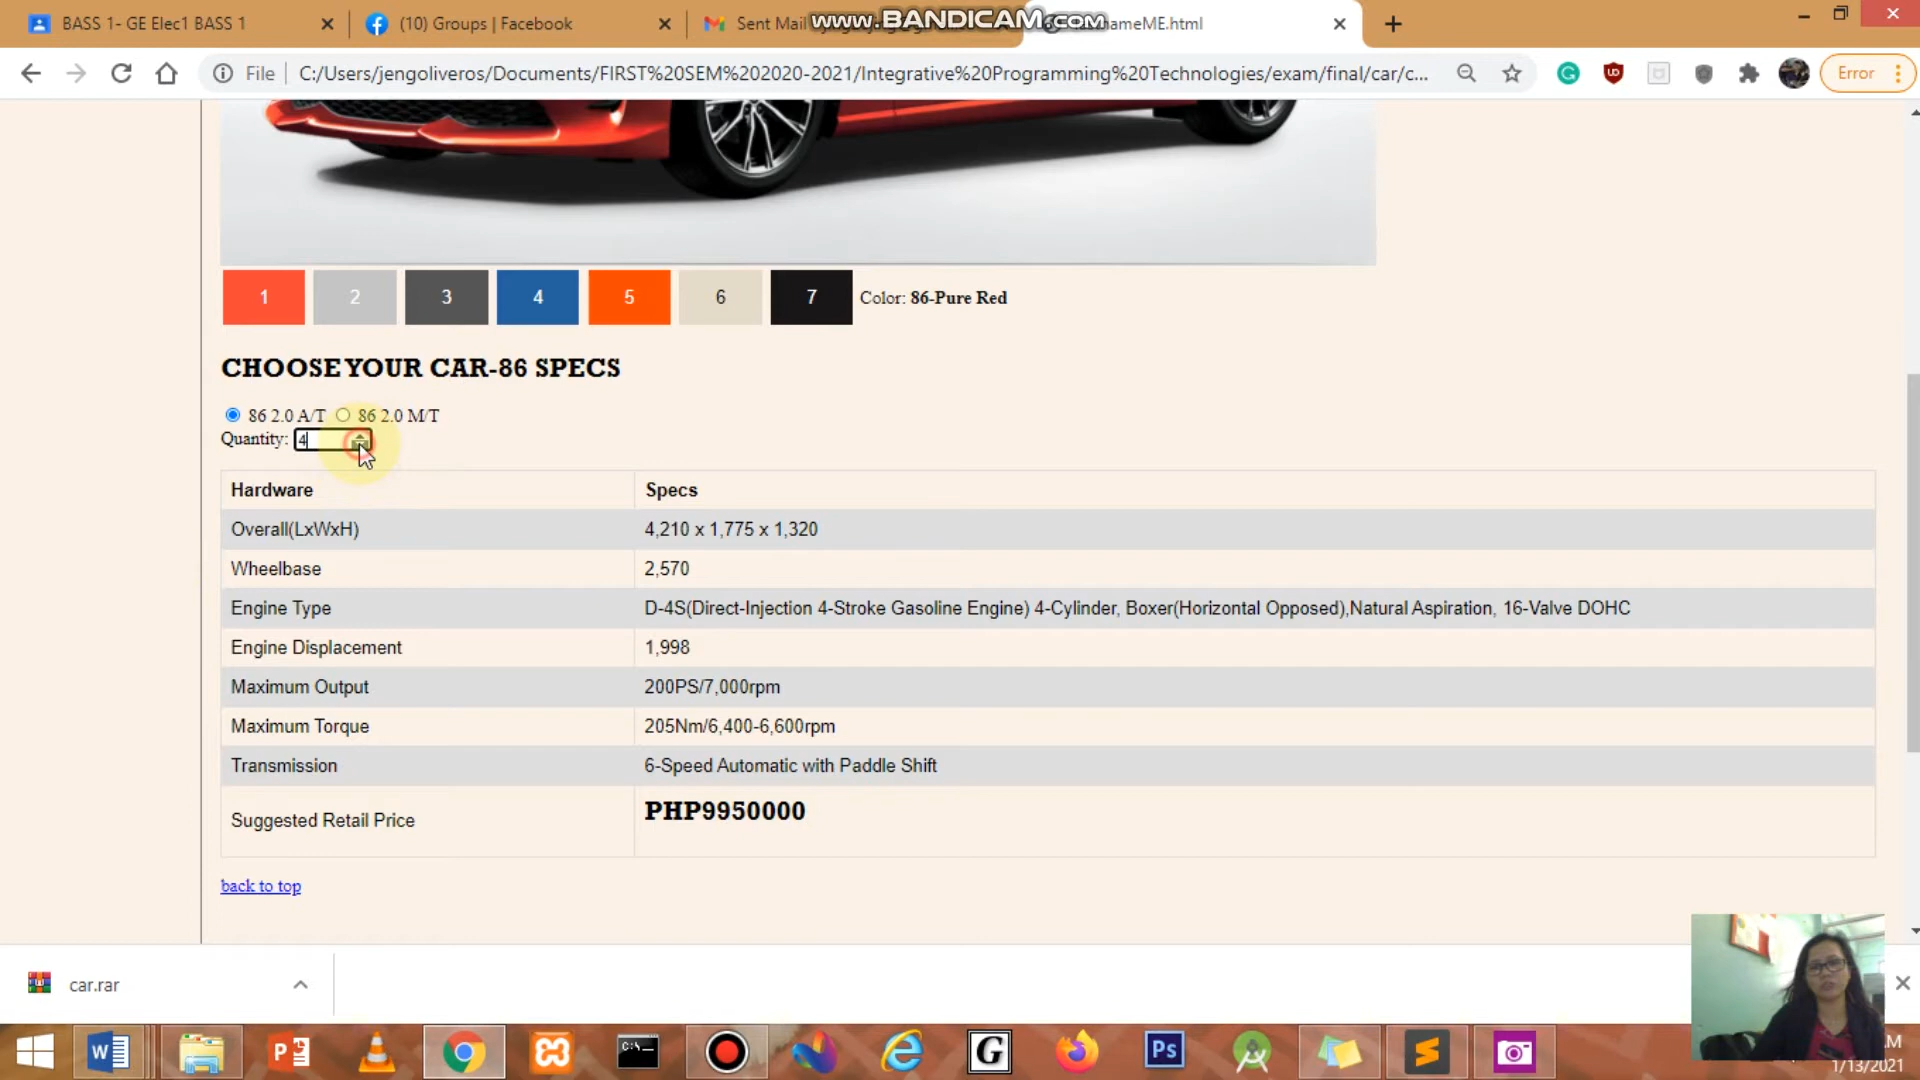 BASS 1- GE Elec1 BASS 1
(10) Groups | Facebook
Sent Mail
nameME.html
www.BANDICAM.com
File
C:/Users/jengoliveros/Documents/FIRST%20SEM%202020-2021/Integrative%20Programming%20Technologies/exam/final/car/c...
Error
1 2 3 4 5 6 7 Color: 86-Pure Red
CHOOSE YOUR CAR-86 SPECS
86 2.0 A/T 86 2.0 M/T
Quantity: 4
Hardware Specs
Overall(LxWxH) 4,210 x 1,775 x 1,320
Wheelbase 2,570
Engine Type D-4S(Direct-Injection 4-Stroke Gasoline Engine) 4-Cylinder, Boxer(Horizontal Opposed),Natural Aspiration, 16-Valve DOHC
Engine Displacement 1,998
Maximum Output 200PS/7,000rpm
Maximum Torque 205Nm/6,400-6,600rpm
Transmission 6-Speed Automatic with Paddle Shift
Suggested Retail Price PHP9950000
back to top
car.rar
1/13/2021